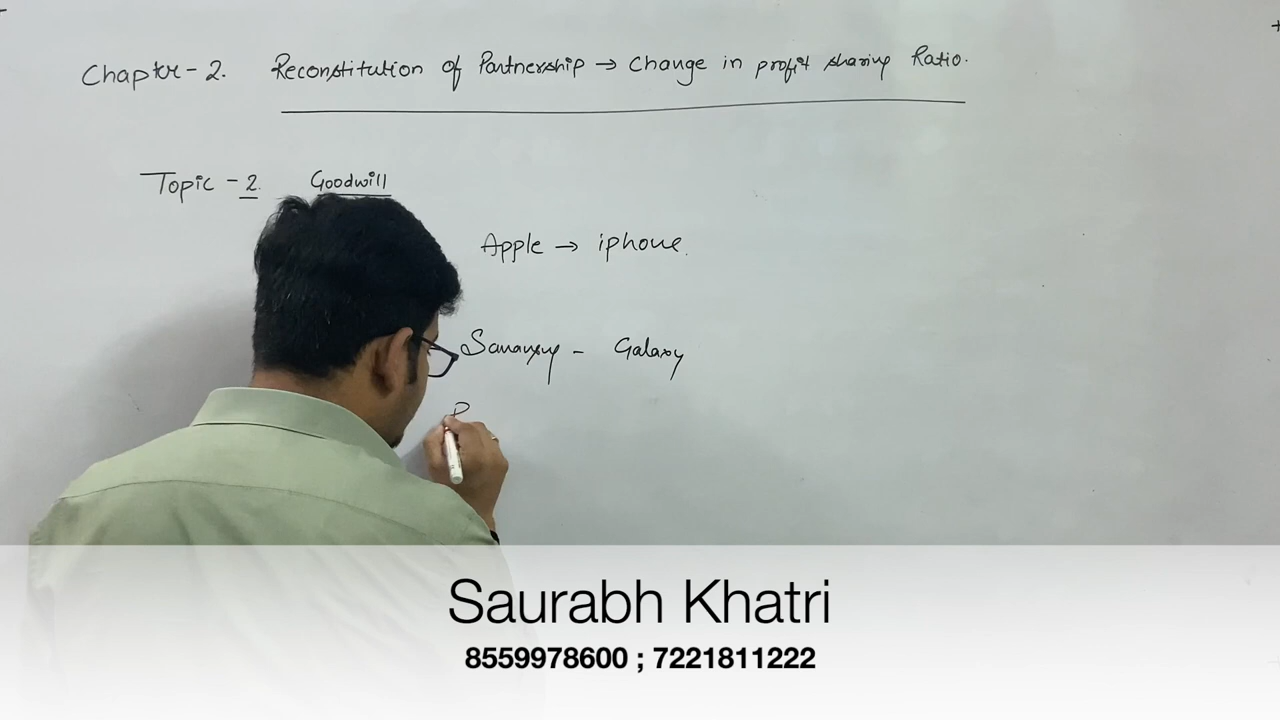 Chapter - 2. Reconstitution of Partnership → Change in profit sharing Ratio.
Topic - 2. Goodwill
Apple → iphone.
Samsung - Galaxy
Saurabh Khatri
8559978600 ; 7221811222